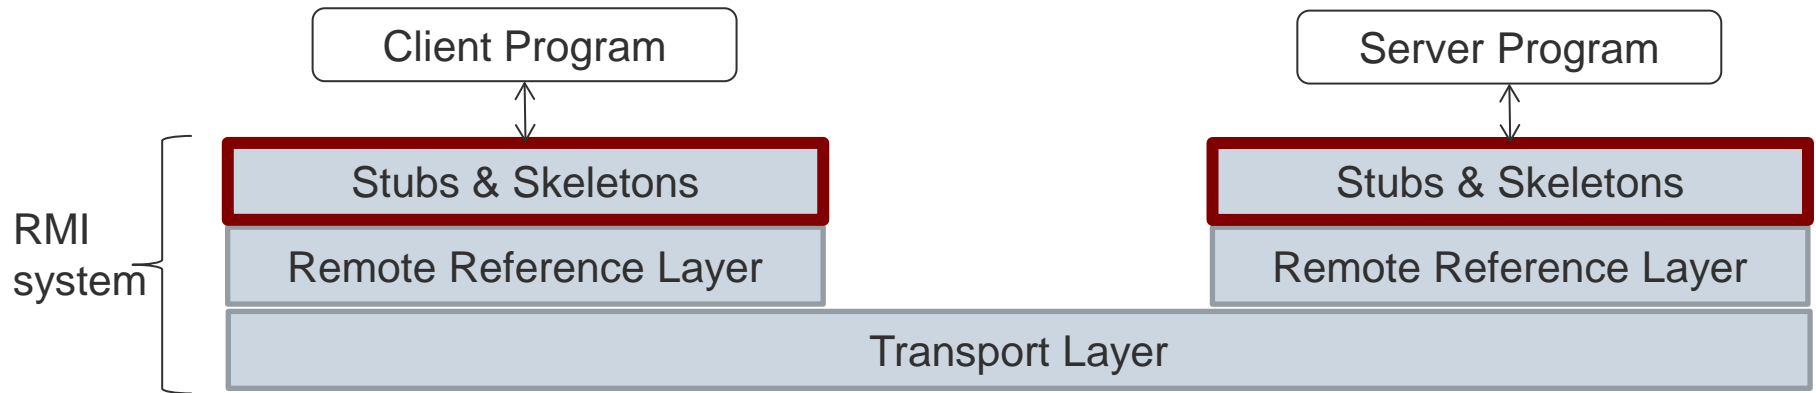 Client Program
Server Program
Stubs & Skeletons
Stubs & Skeletons
RMI
system
Remote Reference Layer
Remote Reference Layer
Transport Layer